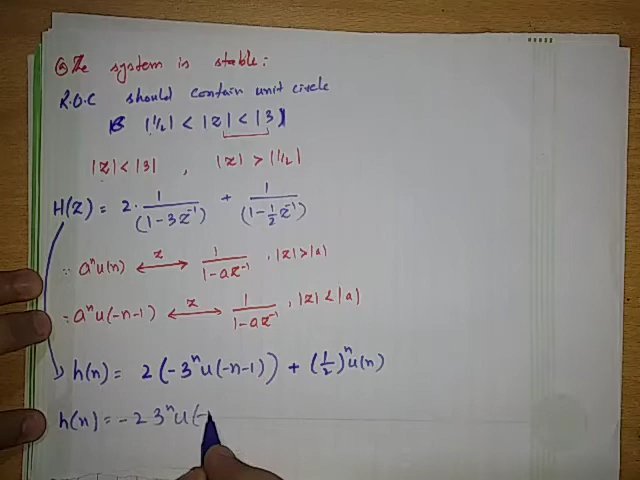 ⓐ The system is stable:
R.O.C should contain unit circle
|½| < |z| < |3|
|z| < |3| , |z| > |½|
H(z) = 2 · 1/(1-3z⁻¹) + 1/(1-½z⁻¹)
∵ aⁿu(n) ←z→ 1/(1-az⁻¹) , |z|>|a|
-aⁿu(-n-1) ←z→ 1/(1-az⁻¹) , |z|<|a|
h(n) = 2(-3ⁿu(-n-1)) + (1/2)ⁿu(n)
h(n) = -2 3ⁿ u(-